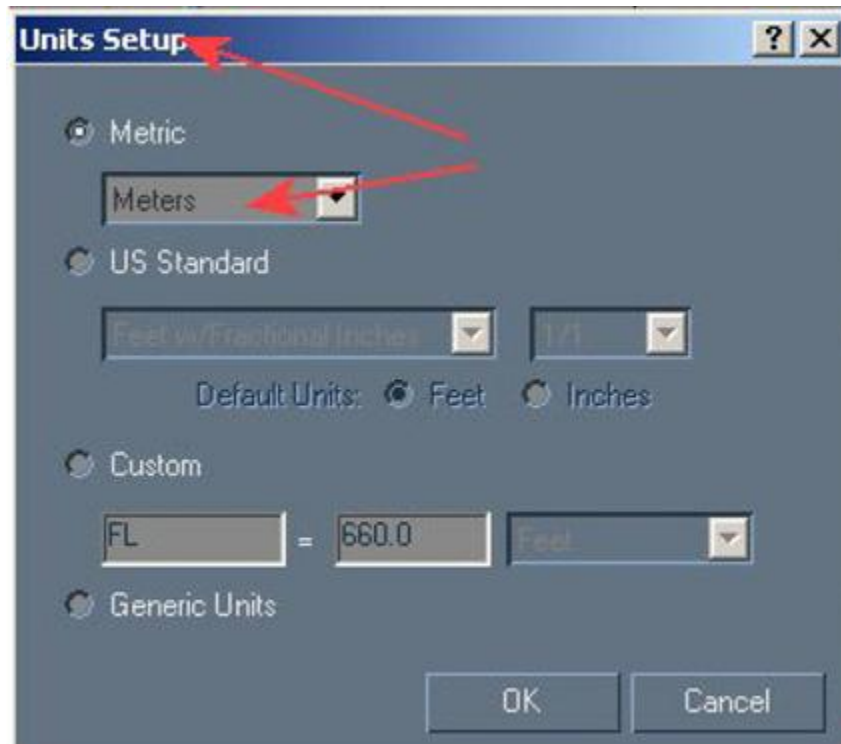 Units Setup
Metric
Meters
US Standard
Feet w/Fractional Inches 1/1
Default Units: Feet Inches
Custom
FL = 660.0 Feet
Generic Units
OK Cancel